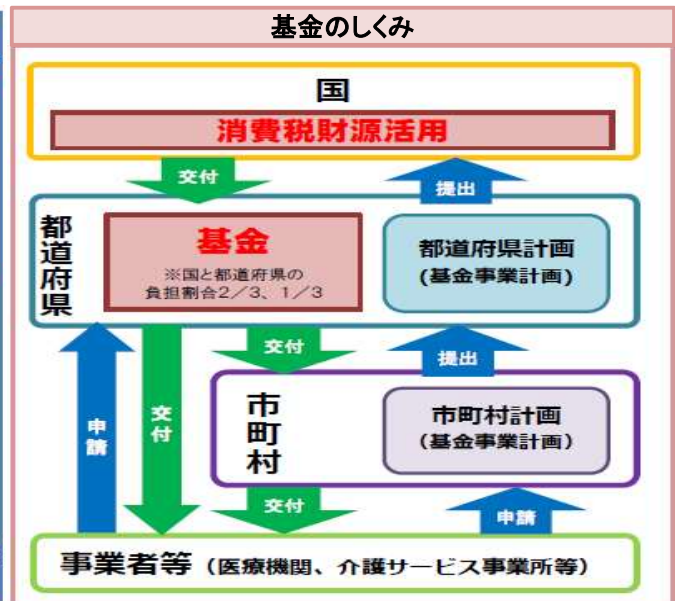 基金のしくみ
国
消費税財源活用
交付
提出
都道府県
基金
※国と都道府県の
負担割合2／3、1／3
都道府県計画
(基金事業計画)
交付
提出
申請
交付
市町村
市町村計画
(基金事業計画)
交付
申請
事業者等（医療機関、介護サービス事業所等）